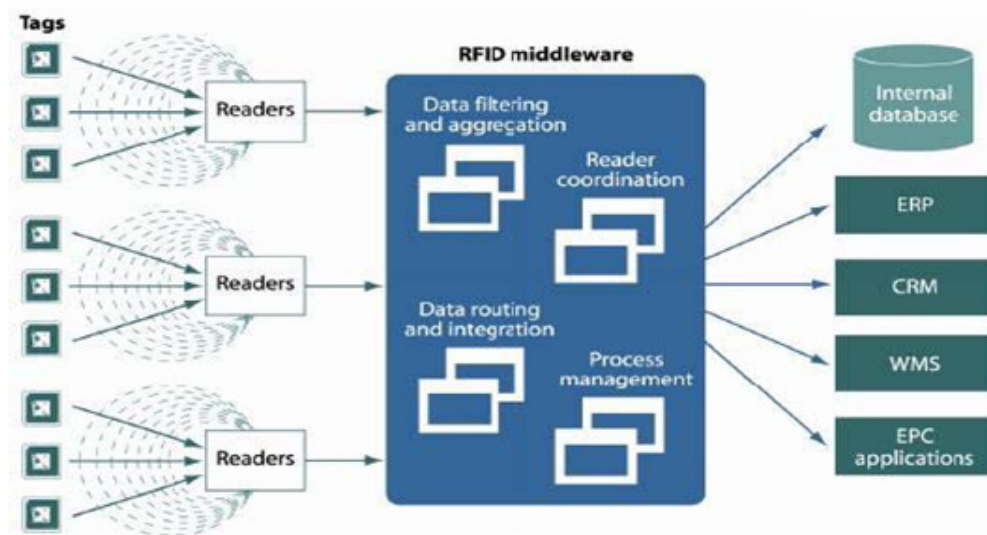 Tags
RFID middleware
Readers
Readers
Readers
Data filtering
and aggregation
Reader
coordination
Data routing
and integration
Process
management
Internal
database
ERP
CRM
WMS
EPC
applications